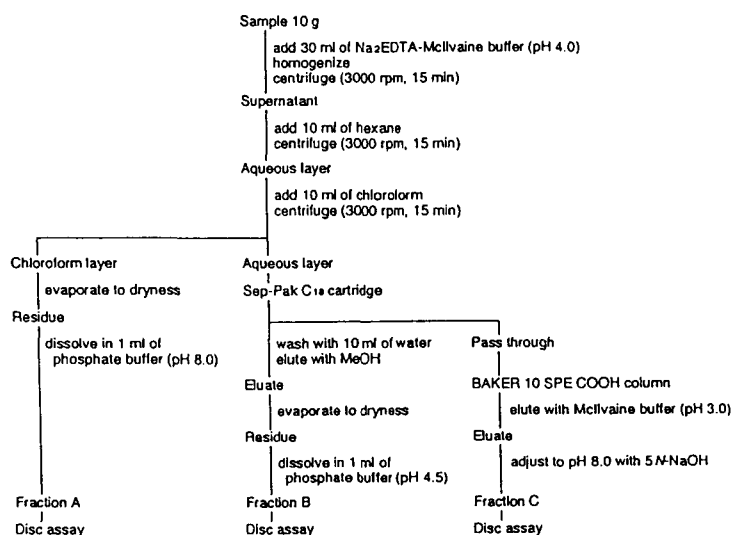 Sample 10 g
add 30 ml of Na2EDTA-McIlvaine buffer (pH 4.0)
homogenize
centrifuge (3000 rpm, 15 min)
Supernatant
add 10 ml of hexane
centrifuge (3000 rpm, 15 min)
Aqueous layer
add 10 ml of chloroform
centrifuge (3000 rpm, 15 min)
Chloroform layer
evaporate to dryness
Residue
dissolve in 1 ml of
phosphate buffer (pH 8.0)
Fraction A
Disc assay
Aqueous layer
Sep-Pak C18 cartridge
wash with 10 ml of water
elute with MeOH
Eluate
evaporate to dryness
Residue
dissolve in 1 ml of
phosphate buffer (pH 4.5)
Fraction B
Disc assay
Pass through
BAKER 10 SPE COOH column
elute with McIlvaine buffer (pH 3.0)
Eluate
adjust to pH 8.0 with 5N-NaOH
Fraction C
Disc assay